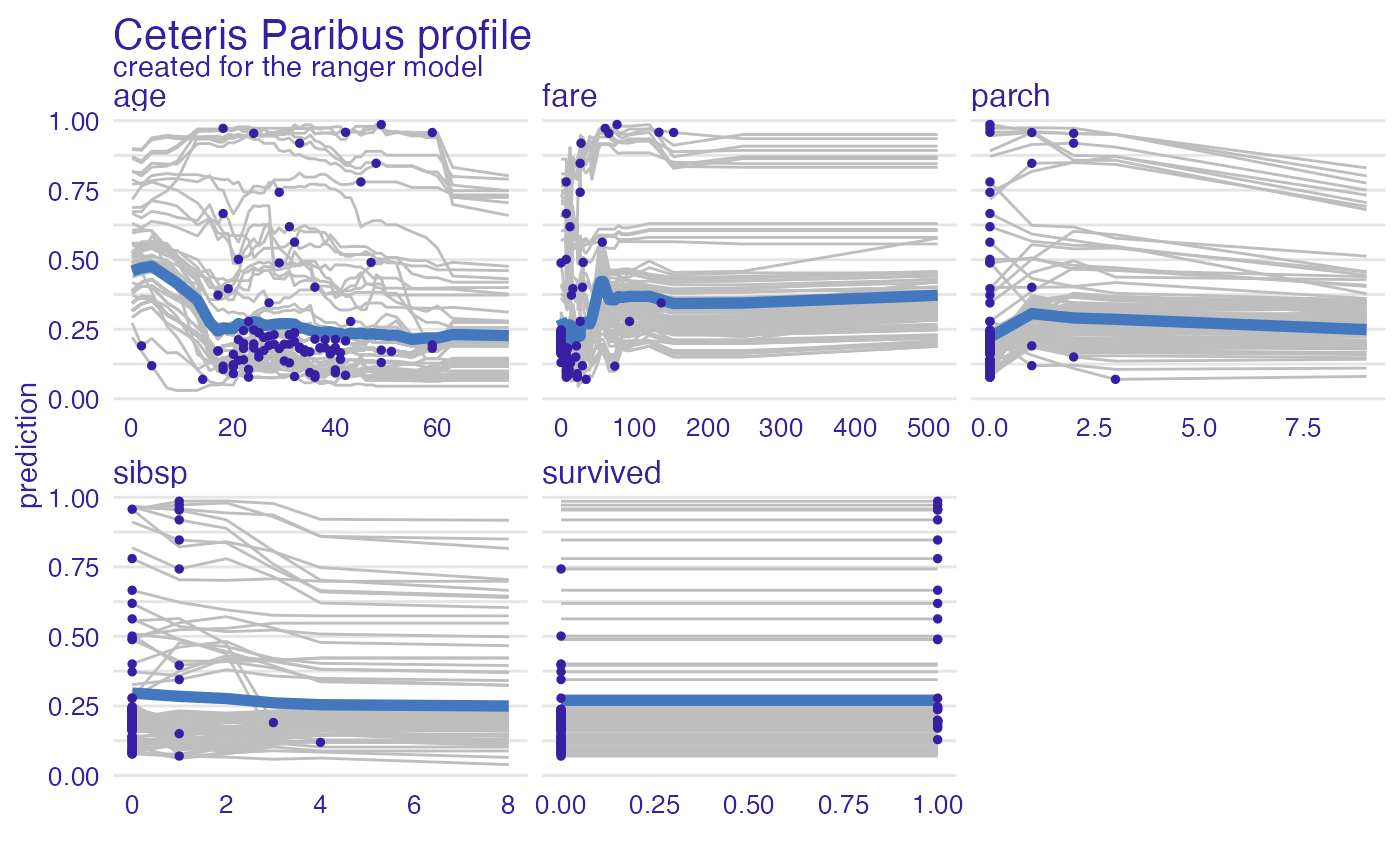 Ceteris Paribus profile
created for the ranger model
age
fare
parch
1.00
0.75
0.50
0.25
0.00
0 20 40 60
0 100 200 300 400 500
0.0 2.5 5.0 7.5
prediction
sibsp
survived
1.00
0.75
0.50
0.25
0.00
0 2 4 6 8
0.00 0.25 0.50 0.75 1.00